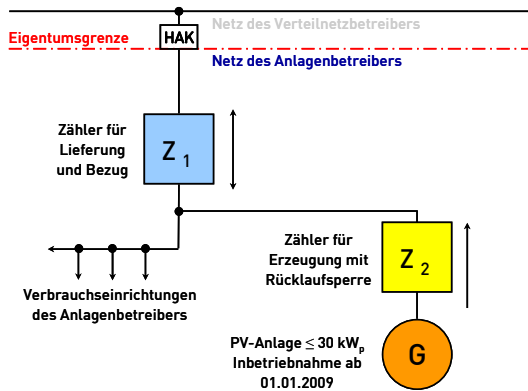 Netz des Verteilnetzbetreibers
Eigentumsgrenze
HAK
Netz des Anlagenbetreibers
Zähler für
Lieferung
und Bezug
Z 1
Zähler für
Erzeugung mit
Rücklaufsperre
Z 2
Verbrauchseinrichtungen
des Anlagenbetreibers
PV-Anlage ≤ 30 kWp
Inbetriebnahme ab
01.01.2009
G